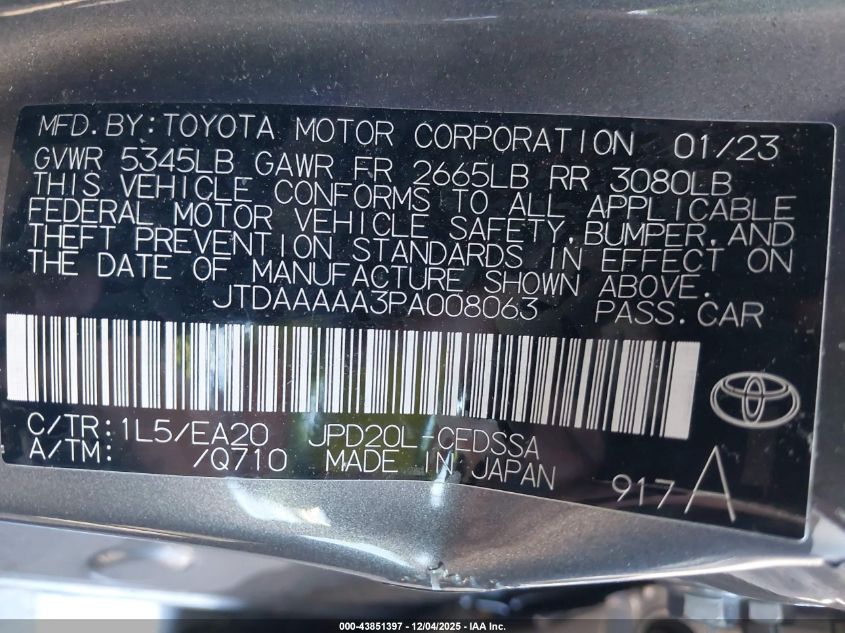 MFD.BY:TOYOTA MOTOR CORPORATION 01/23
GVWR 5345LB GAWR FR 2665LB RR 3080LB
THIS VEHICLE CONFORMS TO ALL APPLICABLE
FEDERAL MOTOR VEHICLE SAFETY,BUMPER,AND
THEFT PREVENTION STANDARDS IN EFFECT ON
THE DATE OF MANUFACTURE SHOWN ABOVE.
JTDAAAAA3PA008063 PASS.CAR
C/TR:1L5/EA20 JPD20L-CEDSSA
A/TM: /Q710 MADE IN JAPAN
917A
000-43851397 - 12/04/2025 - IAA Inc.